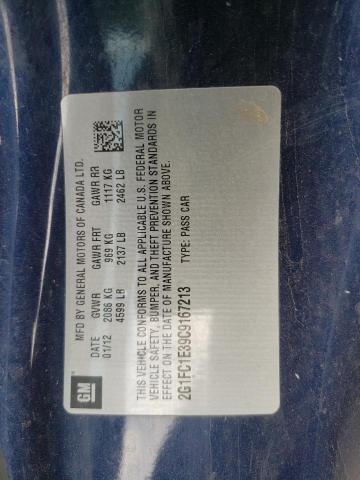 GM
MFD BY GENERAL MOTORS OF CANADA LTD.
DATE GVWR GAWR FRT GAWR RR
01/12 2086 KG 969 KG 1117 KG
4599 LB 2137 LB 2462 LB
THIS VEHICLE CONFORMS TO ALL APPLICABLE U.S. FEDERAL MOTOR
VEHICLE SAFETY, BUMPER, AND THEFT PREVENTION STANDARDS IN
EFFECT ON THE DATE OF MANUFACTURE SHOWN ABOVE.
2G1FC1E39C9167213 TYPE: PASS CAR